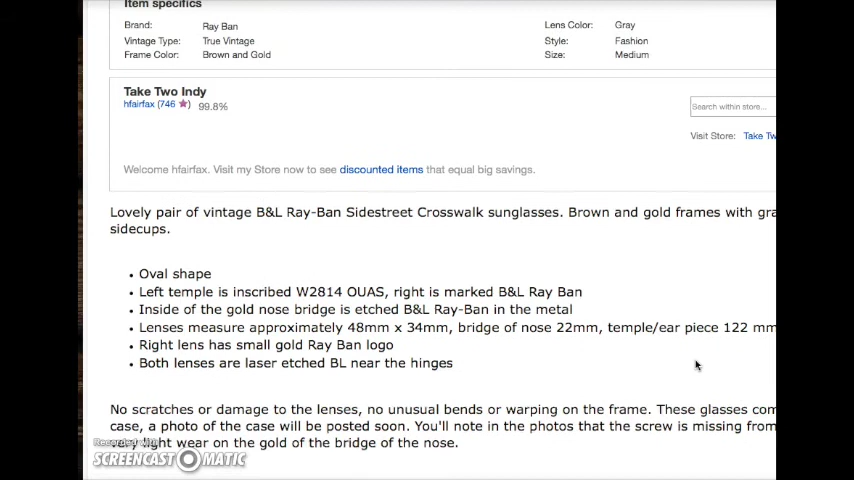 Item specifics
Brand: Ray Ban Lens Color: Gray
Vintage Type: True Vintage Style: Fashion
Frame Color: Brown and Gold Size: Medium
Take Two Indy
hfairfax (746 ★) 99.8%
Search within store...
Visit Store: Take Tw
Welcome hfairfax. Visit my Store now to see discounted items that equal big savings.
Lovely pair of vintage B&L Ray-Ban Sidestreet Crosswalk sunglasses. Brown and gold frames with gra
sidecups.
• Oval shape
• Left temple is inscribed W2814 OUAS, right is marked B&L Ray Ban
• Inside of the gold nose bridge is etched B&L Ray-Ban in the metal
• Lenses measure approximately 48mm x 34mm, bridge of nose 22mm, temple/ear piece 122 mm
• Right lens has small gold Ray Ban logo
• Both lenses are laser etched BL near the hinges
No scratches or damage to the lenses, no unusual bends or warping on the frame. These glasses com
case, a photo of the case will be posted soon. You'll note in the photos that the screw is missing from
very light wear on the gold of the bridge of the nose.
Recorded with
SCREENCAST MATIC